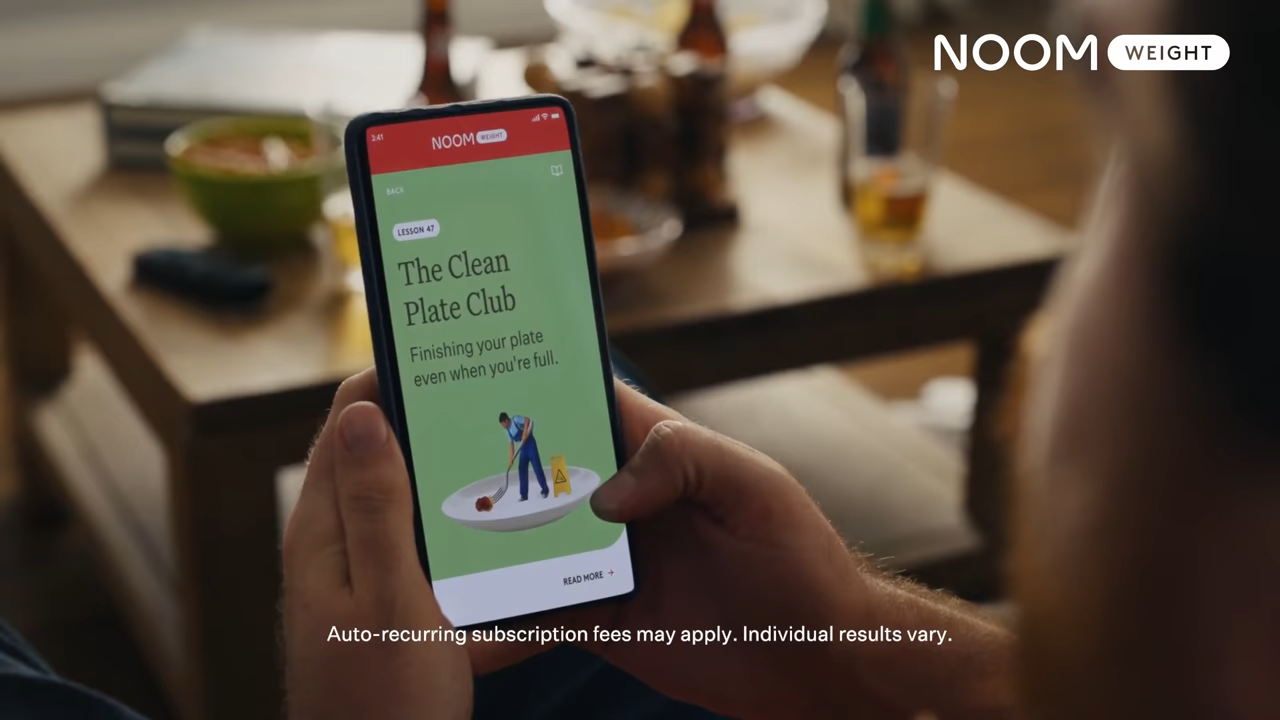 NOOM WEIGHT
3:41
NOOM WEIGHT
BACK
LESSON 47
The Clean
Plate Club
Finishing your plate
even when you're full.
READ MORE
Auto-recurring subscription fees may apply. Individual results vary.